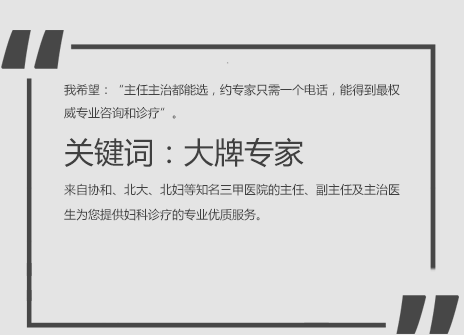 我希望：“主任主治都能选，约专家只需一个电话，能得到最权
威专业咨询和诊疗”。
关键词：大牌专家
来自协和、北大、北妇等知名三甲医院的主任、副主任及主治医
生为您提供妇科诊疗的专业优质服务。